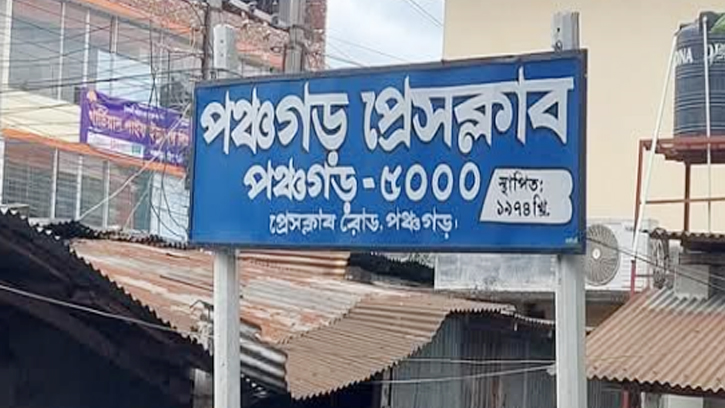 পঞ্চগড় প্রেসক্লাব
পঞ্চগড় - ৫০০০
স্থাপিত:
১৯৭৪ খ্রি.
প্রেসক্লাব রোড, পঞ্চগড়।